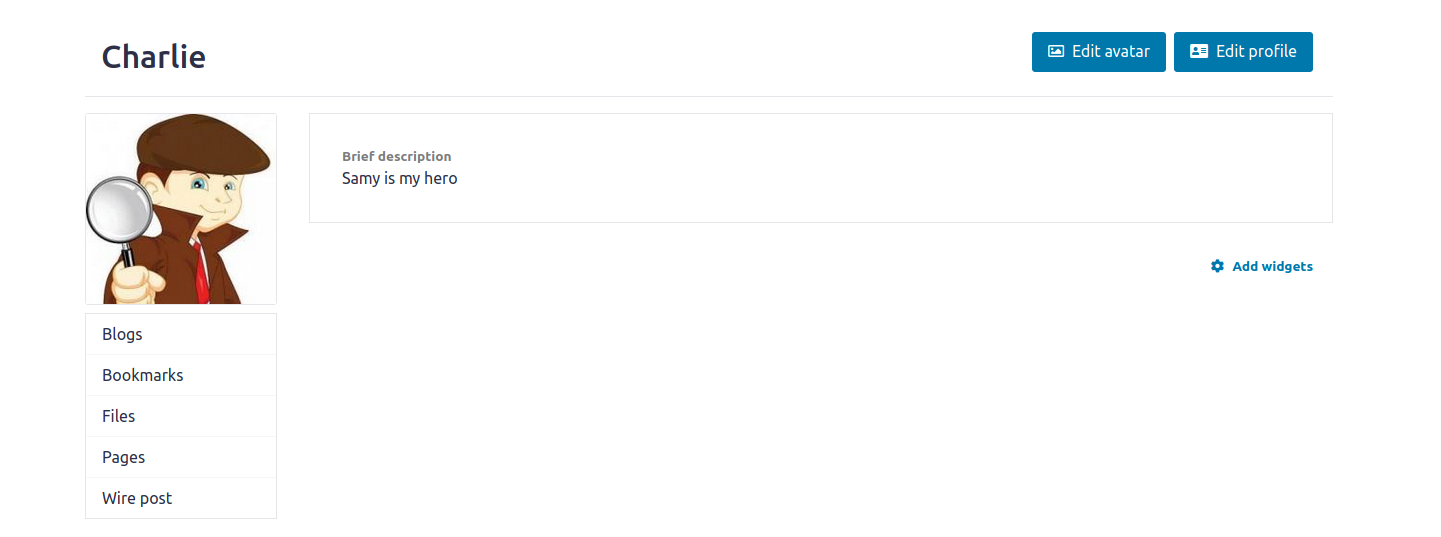 Charlie
Edit avatar
Edit profile
Brief description
Samy is my hero
Add widgets
Blogs
Bookmarks
Files
Pages
Wire post